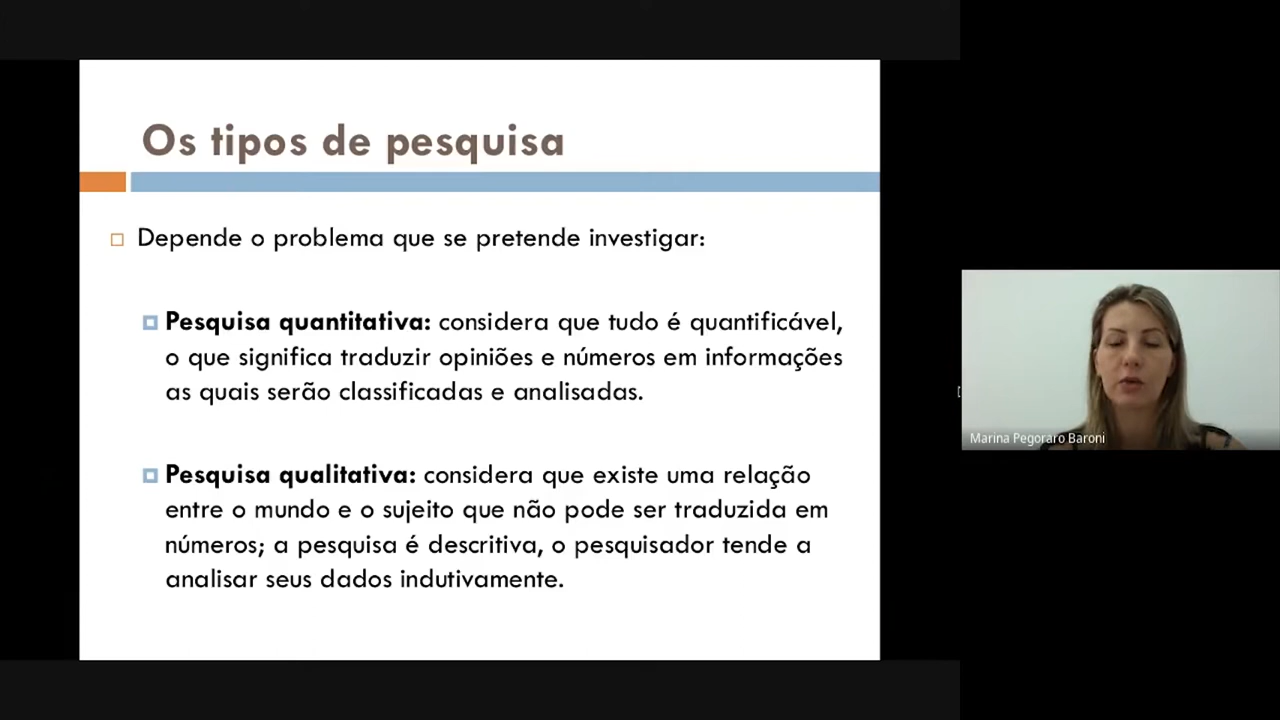 Os tipos de pesquisa
Depende o problema que se pretende investigar:
Pesquisa quantitativa: considera que tudo é quantificável,
o que significa traduzir opiniões e números em informações
as quais serão classificadas e analisadas.
Pesquisa qualitativa: considera que existe uma relação
entre o mundo e o sujeito que não pode ser traduzida em
números; a pesquisa é descritiva, o pesquisador tende a
analisar seus dados indutivamente.
Marina Pegoraro Baroni